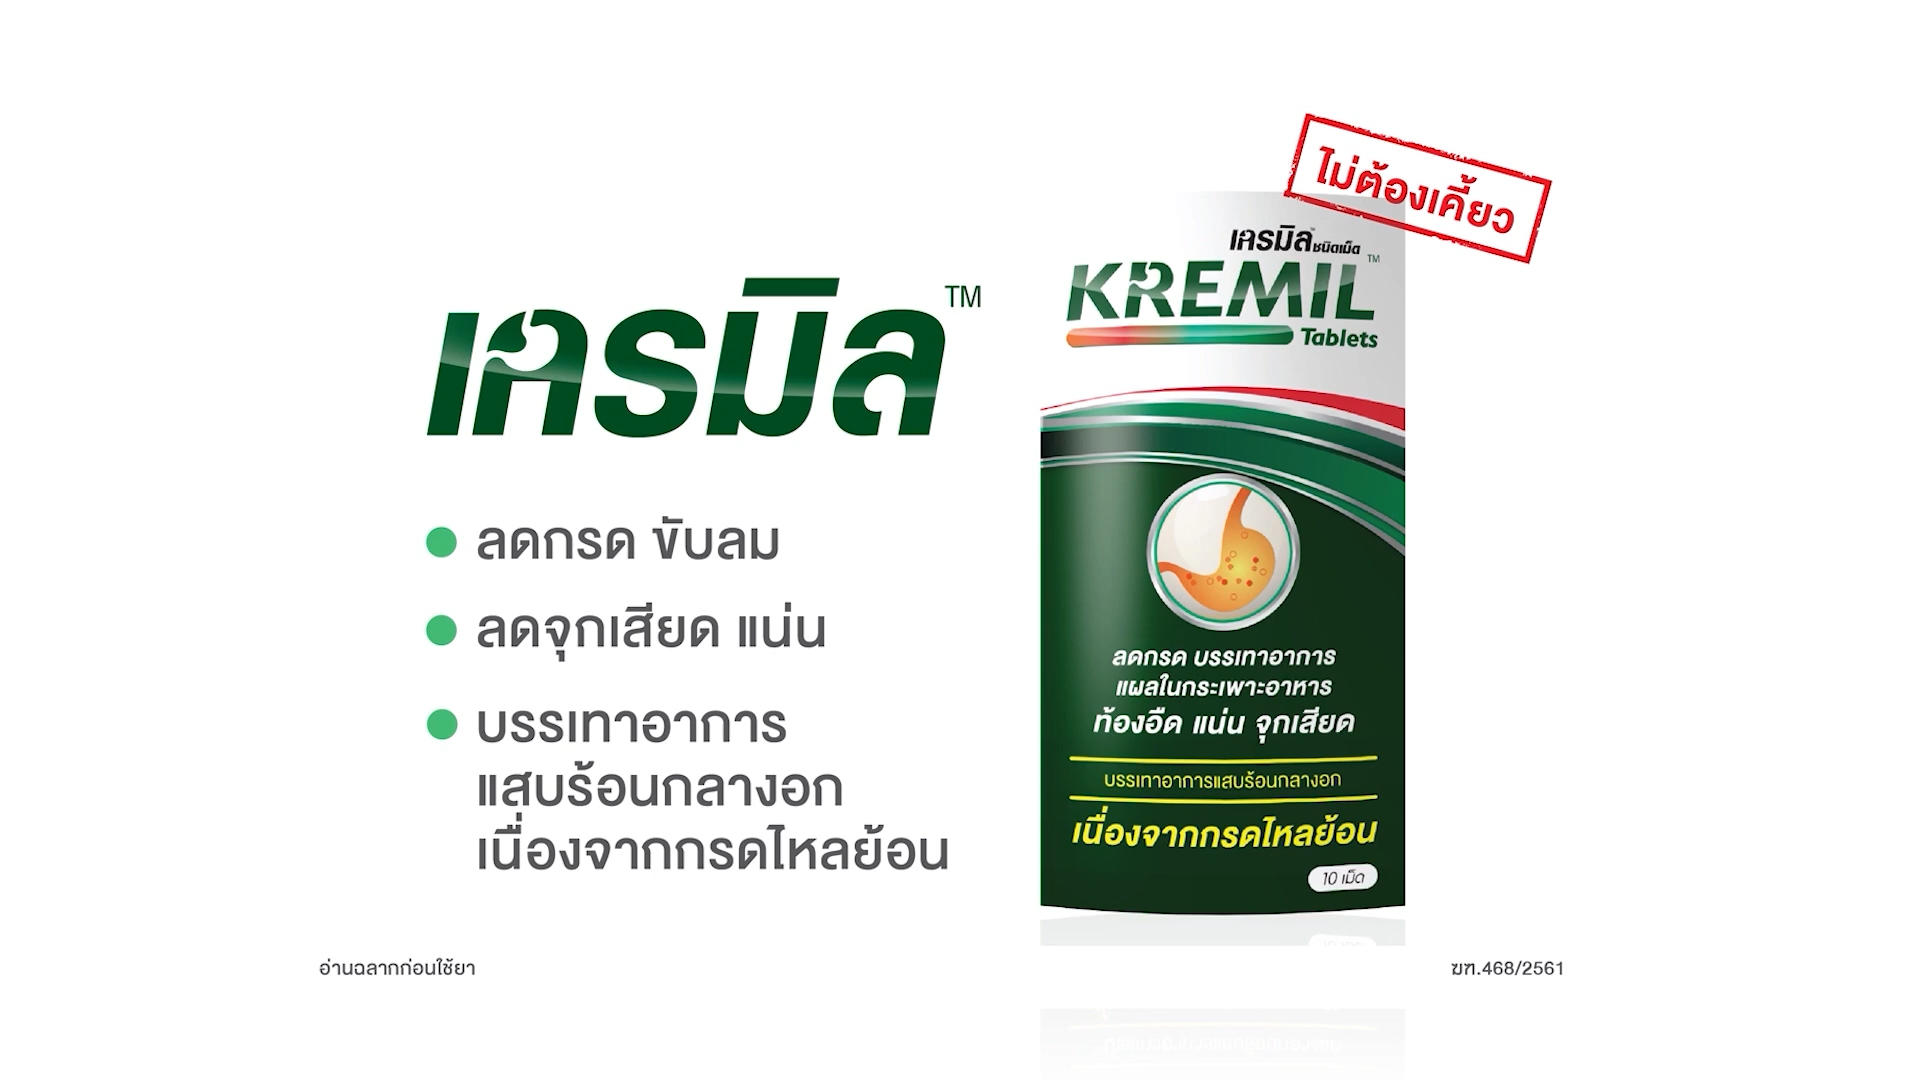 เครมิล™
ลดกรด ขับลม
ลดจุกเสียด แน่น
บรรเทาอาการ
แสบร้อนกลางอก
เนื่องจากกรดไหลย้อน
ไม่ต้องเคี้ยว
เครมิล™ ชนิดเม็ด
KREMIL™
Tablets
ลดกรด บรรเทาอาการ
แผลในกระเพาะอาหาร
ท้องอืด แน่น จุกเสียด
บรรเทาอาการแสบร้อนกลางอก
เนื่องจากกรดไหลย้อน
10 เม็ด
อ่านฉลากก่อนใช้ยา
ฆท.468/2561